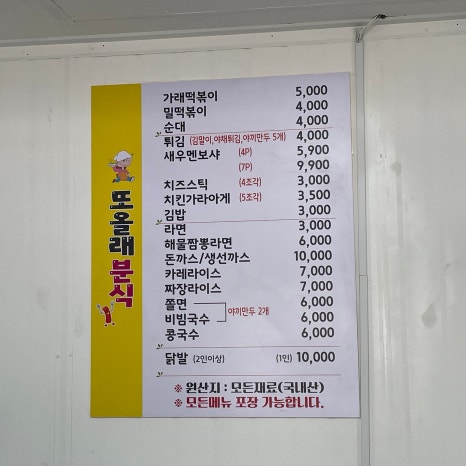 또올래분식
가래떡볶이 5,000
밀떡볶이 4,000
순대 4,000
튀김 (김말이,야채튀김,야끼만두 5개) 4,000
새우멘보샤 (4P) 5,900
(7P) 9,900
치즈스틱 (4조각) 3,000
치킨가라아게 (5조각) 3,500
김밥 3,000
라면 3,000
해물짬뽕라면 6,000
돈까스/생선까스 10,000
카레라이스 7,000
짜장라이스 7,000
쫄면 6,000
비빔국수 야끼만두 2개 6,000
콩국수 6,000
닭발 (2인이상) (1인) 10,000
※ 원산지 : 모든재료(국내산)
※ 모든메뉴 포장 가능합니다.